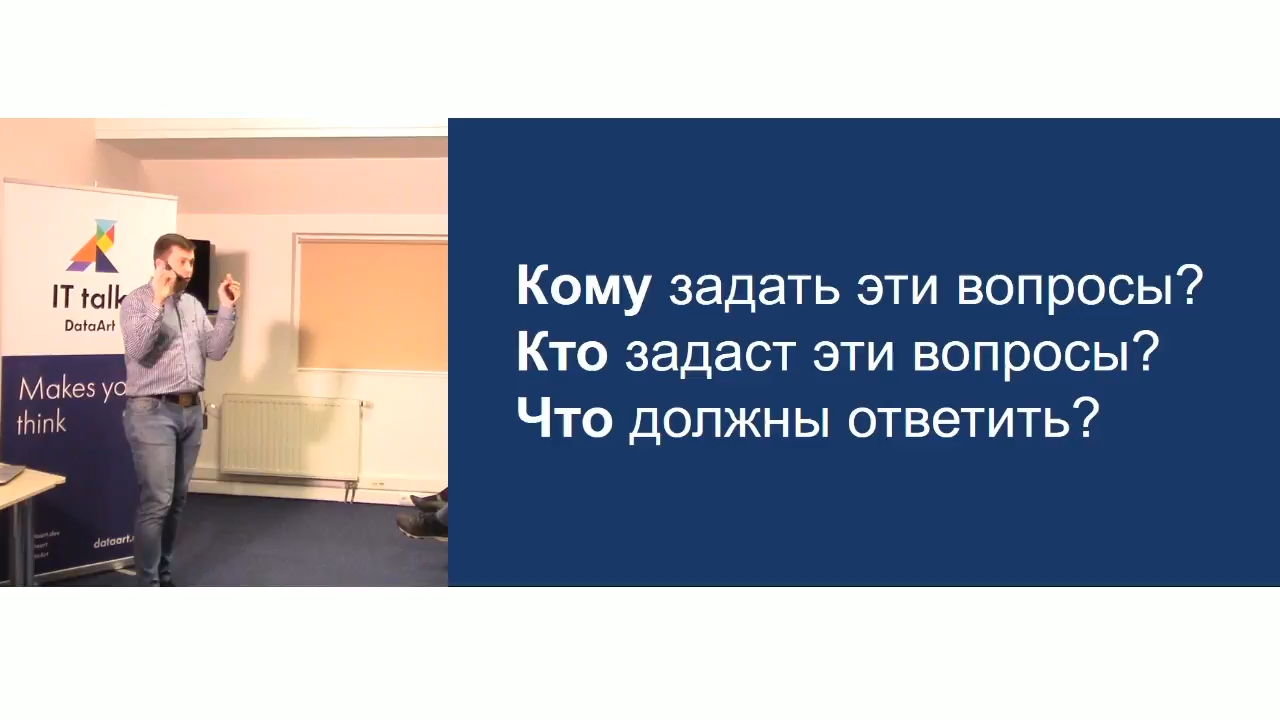 IT talk
DataArt
Makes yo
think
dataart.
Кому задать эти вопросы?
Кто задаст эти вопросы?
Что должны ответить?